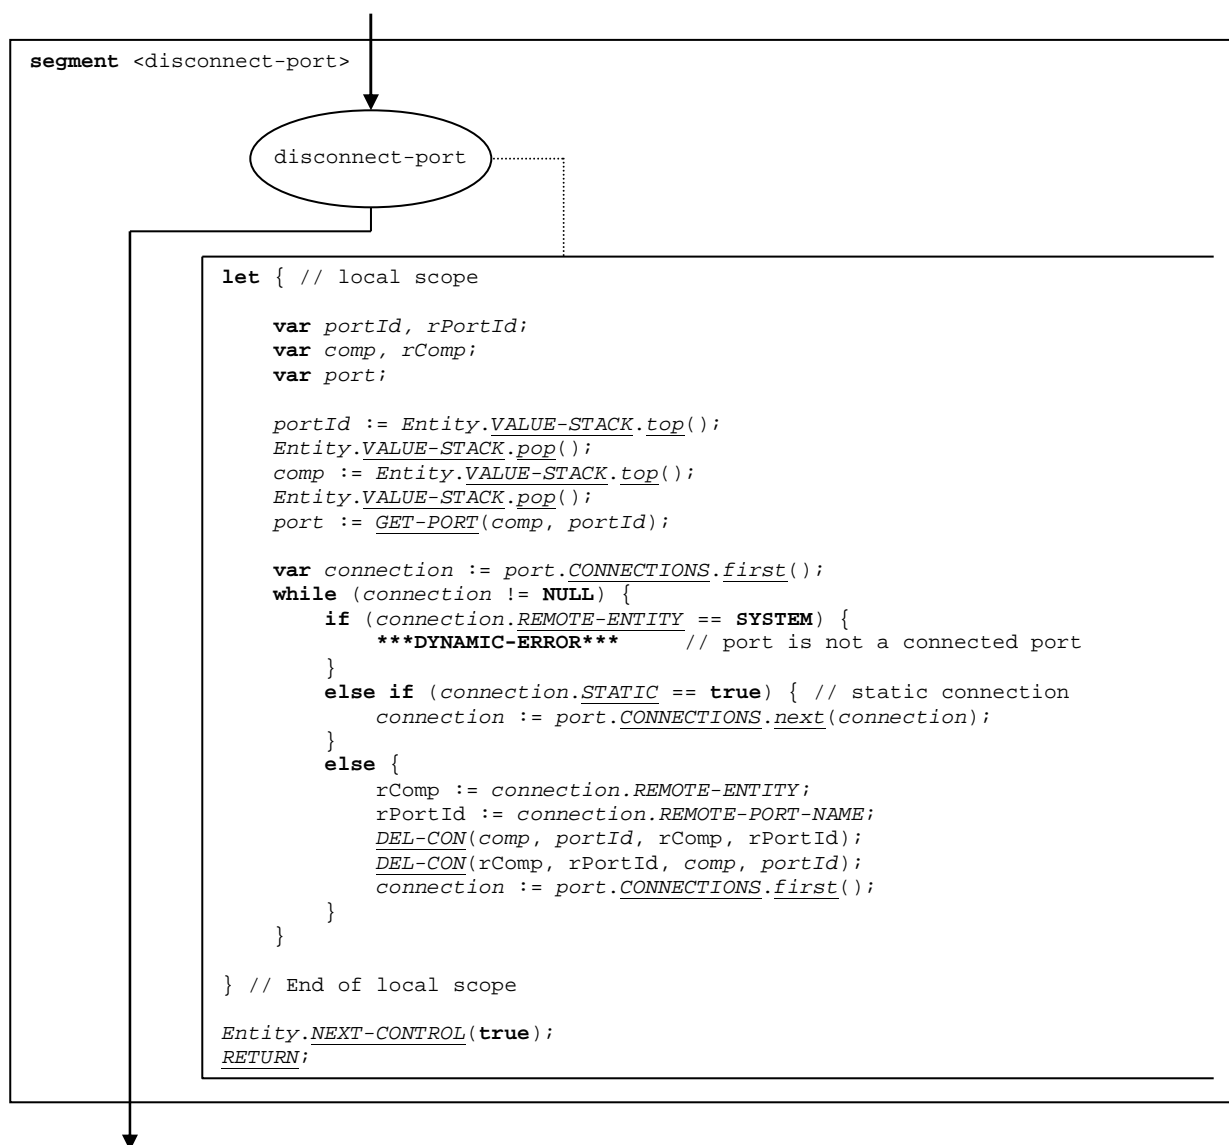 segment <disconnect-port>
disconnect-port
let { // local scope
var portId, rPortId;
var comp, rComp;
var port;
portId := Entity.VALUE-STACK.top();
Entity.VALUE-STACK.pop();
comp := Entity.VALUE-STACK.top();
Entity.VALUE-STACK.pop();
port := GET-PORT(comp, portId);
var connection := port.CONNECTIONS.first();
while (connection != NULL) {
if (connection.REMOTE-ENTITY == SYSTEM) {
***DYNAMIC-ERROR*** // port is not a connected port
}
else if (connection.STATIC == true) { // static connection
connection := port.CONNECTIONS.next(connection);
}
else {
rComp := connection.REMOTE-ENTITY;
rPortId := connection.REMOTE-PORT-NAME;
DEL-CON(comp, portId, rComp, rPortId);
DEL-CON(rComp, rPortId, comp, portId);
connection := port.CONNECTIONS.first();
}
}
} // End of local scope
Entity.NEXT-CONTROL(true);
RETURN;